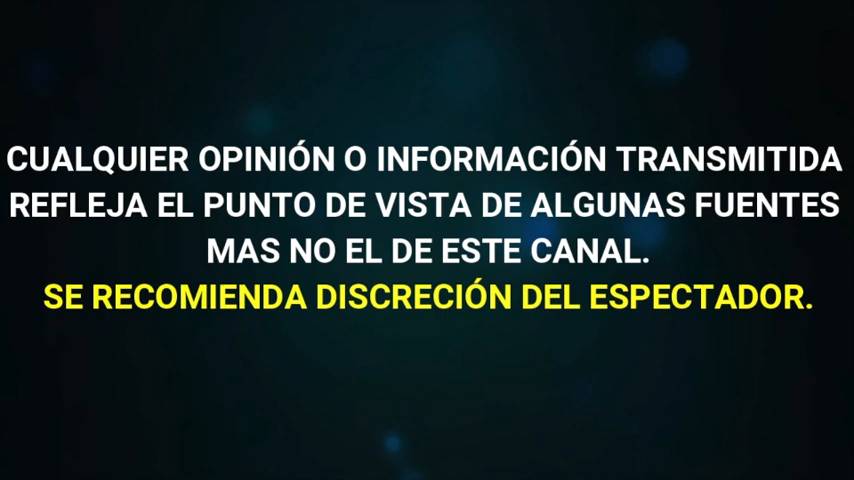 CUALQUIER OPINIÓN O INFORMACIÓN TRANSMITIDA
REFLEJA EL PUNTO DE VISTA DE ALGUNAS FUENTES
MAS NO EL DE ESTE CANAL.
SE RECOMIENDA DISCRECIÓN DEL ESPECTADOR.